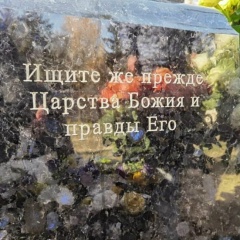 Ищите же прежде
Царства Божия и
правды Его